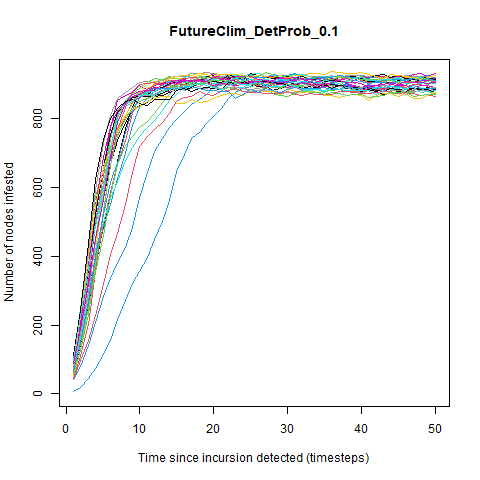 FutureClim_DetProb_0.1
Number of nodes infested
800
600
400
200
0
0 10 20 30 40 50
Time since incursion detected (timesteps)